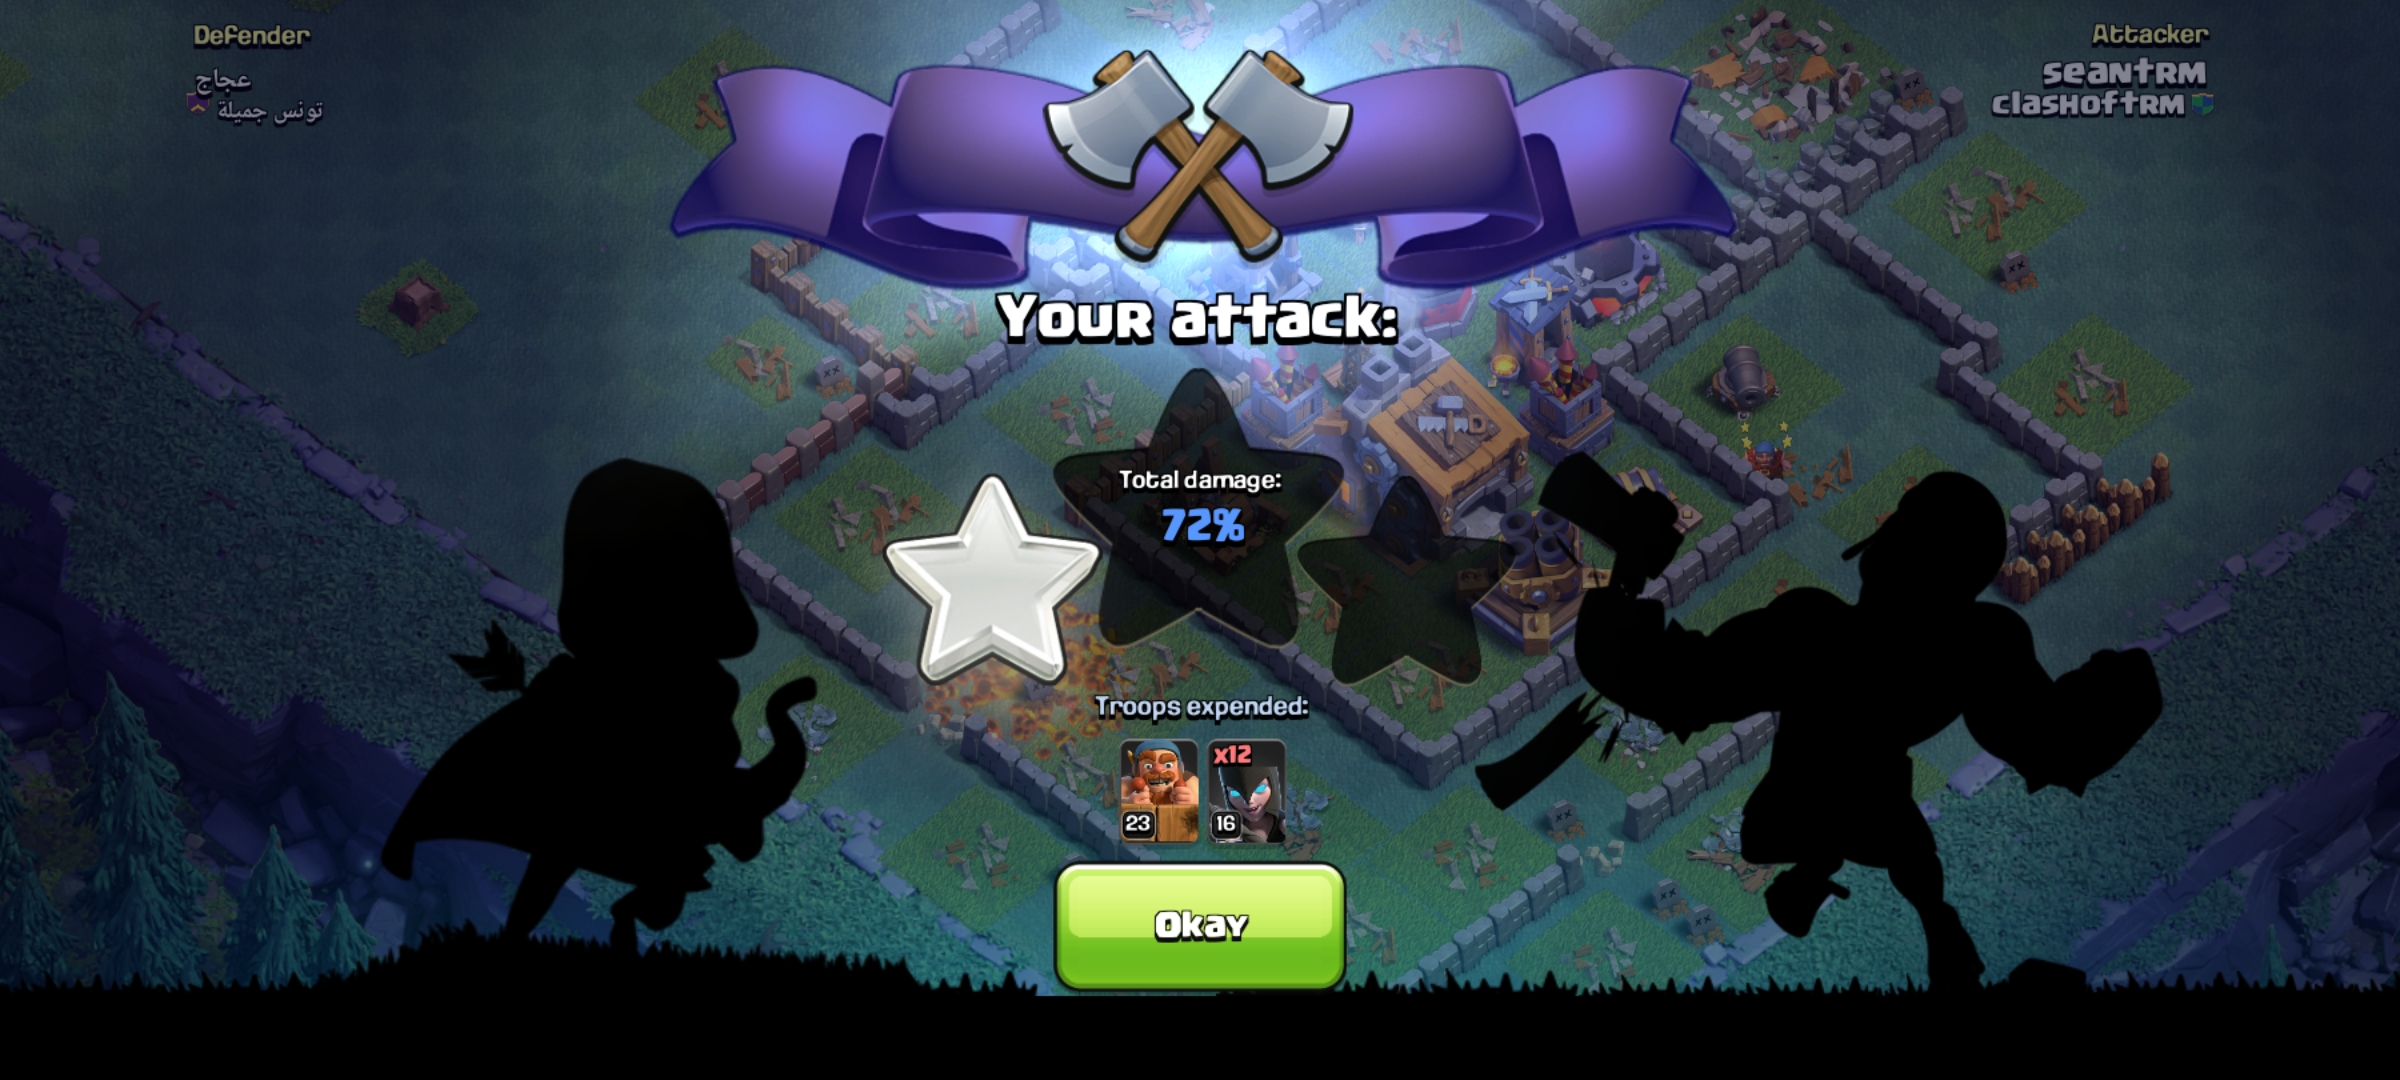 Defender
عجاج
تونس جميلة
Attacker
seantRM
clashoftRM
Your attack:
Total damage:
72%
Troops expended:
x12
23
16
Okay